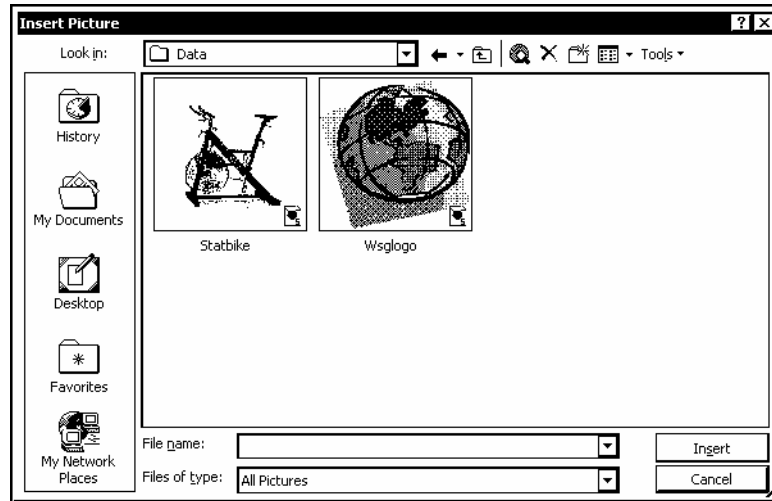 Insert Picture
Look in:
Data
Tools
History
My Documents
Desktop
Favorites
My Network
Places
Statbike
Wsglogo
File name:
Insert
Files of type:
All Pictures
Cancel